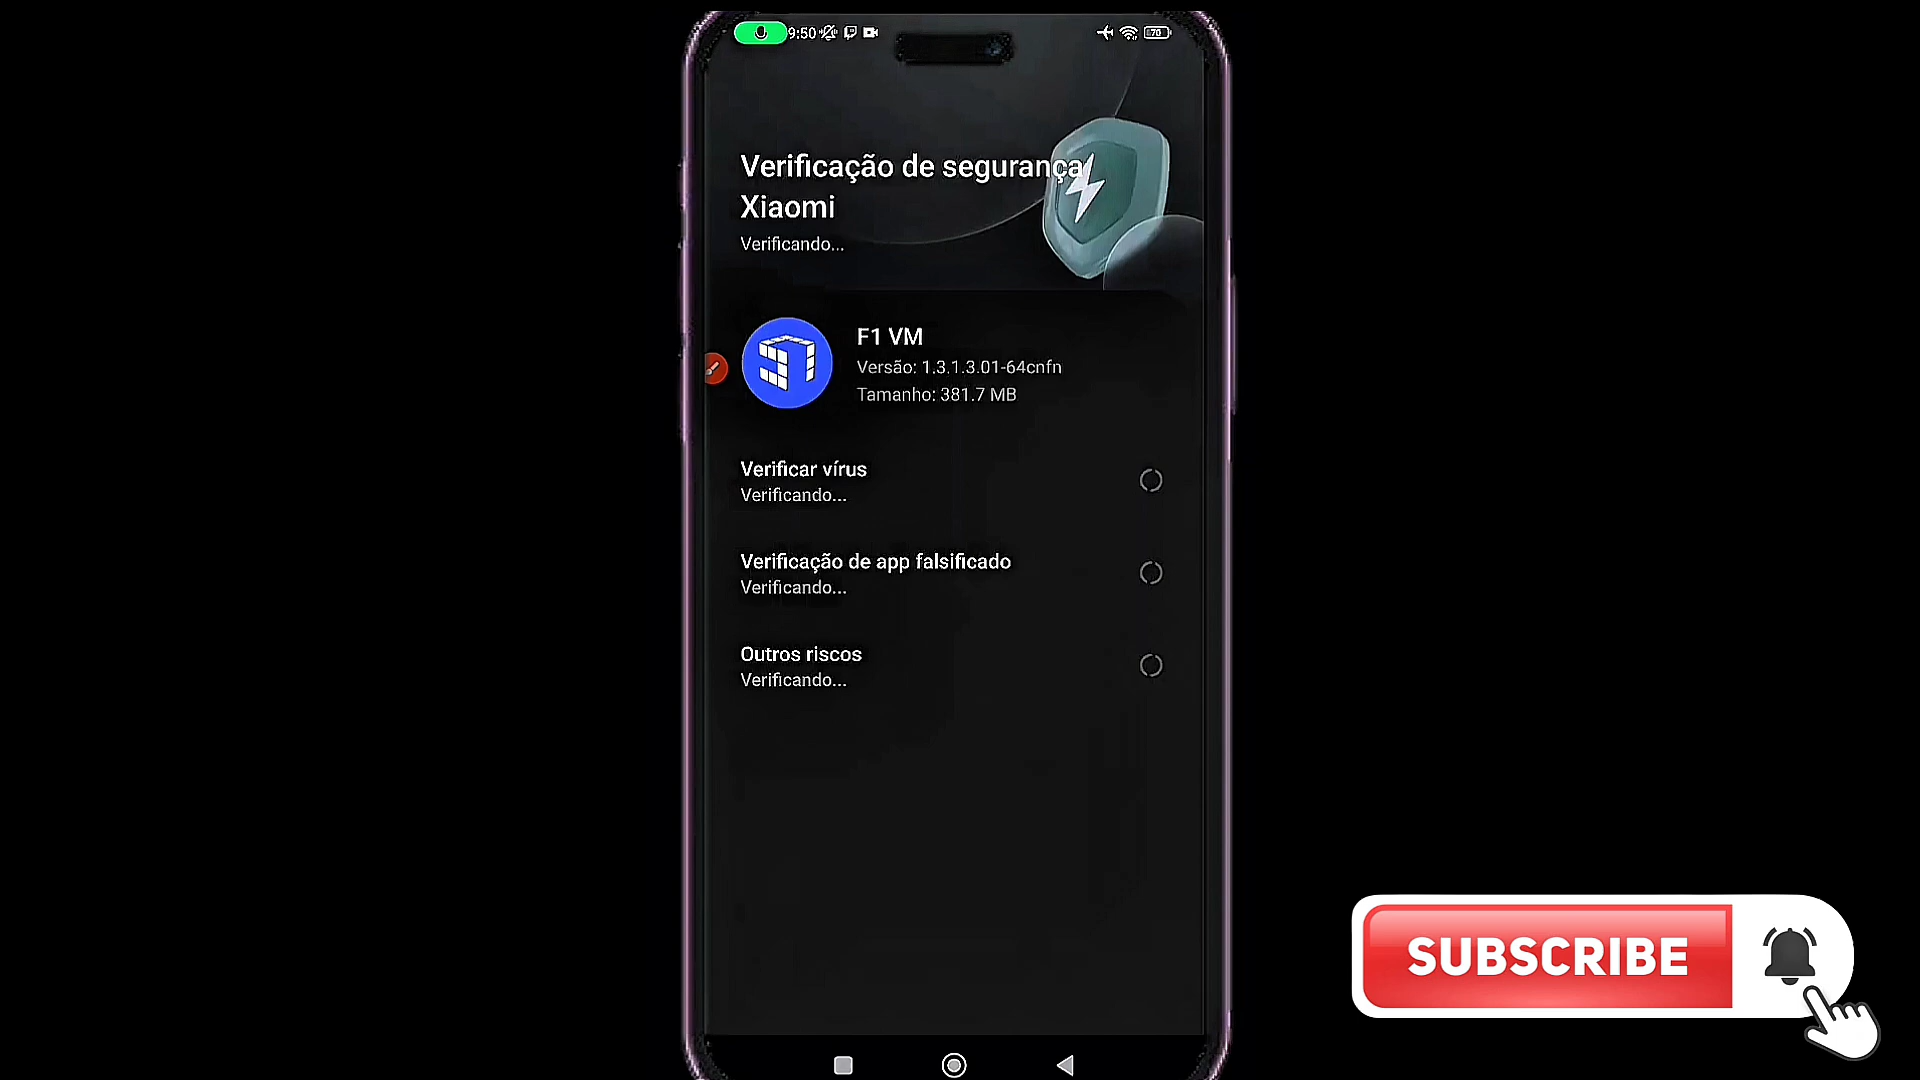 9:50
70
Verificação de segurança
Xiaomi
Verificando...
F1 VM
Versão: 1.3.1.3.01-64cnfn
Tamanho: 381.7 MB
Verificar vírus
Verificando...
Verificação de app falsificado
Verificando...
Outros riscos
Verificando...
SUBSCRIBE